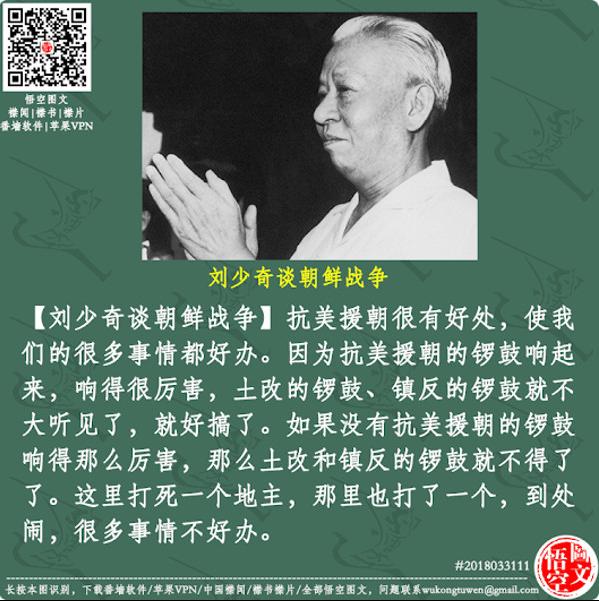 悟空图文
禁闻|禁书|禁片
番墙软件|苹果VPN
刘少奇谈朝鲜战争
【刘少奇谈朝鲜战争】抗美援朝很有好处，使我
们的很多事情都好办。因为抗美援朝的锣鼓响起
来，响得很厉害，土改的锣鼓、镇反的锣鼓就不
大听见了，就好搞了。如果没有抗美援朝的锣鼓
响得那么厉害，那么土改和镇反的锣鼓就不得了
了。这里打死一个地主，那里也打了一个，到处
闹，很多事情不好办。
#2018033111
悟空图文
长按本图识别，下载番墙软件/苹果VPN/中国禁闻/禁书禁片/全部悟空图文，问题联系wukongtuwen@gmail.com